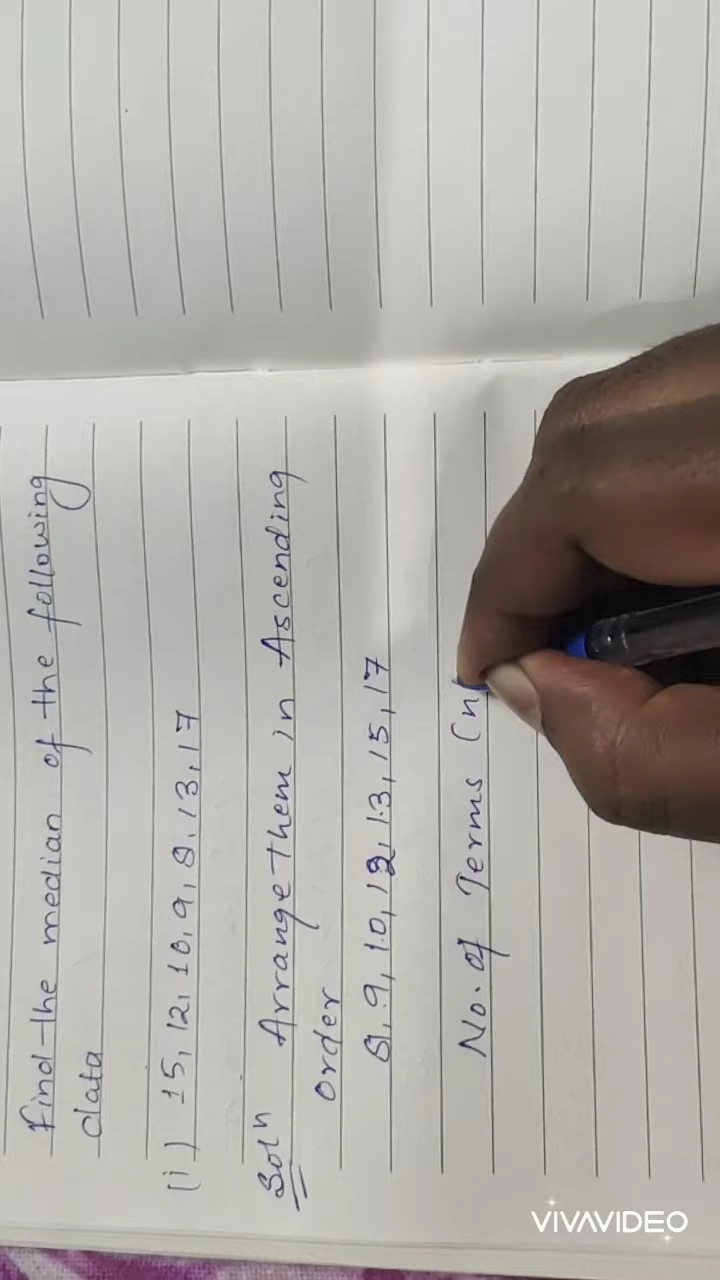 Find the median of the following
data
(i) 15, 12, 10, 9, 8, 13, 17
Solⁿ Arrange them in Ascending
order
8, 9, 10, 12, 13, 15, 17
No. of Terms (n
VIVAVIDEO